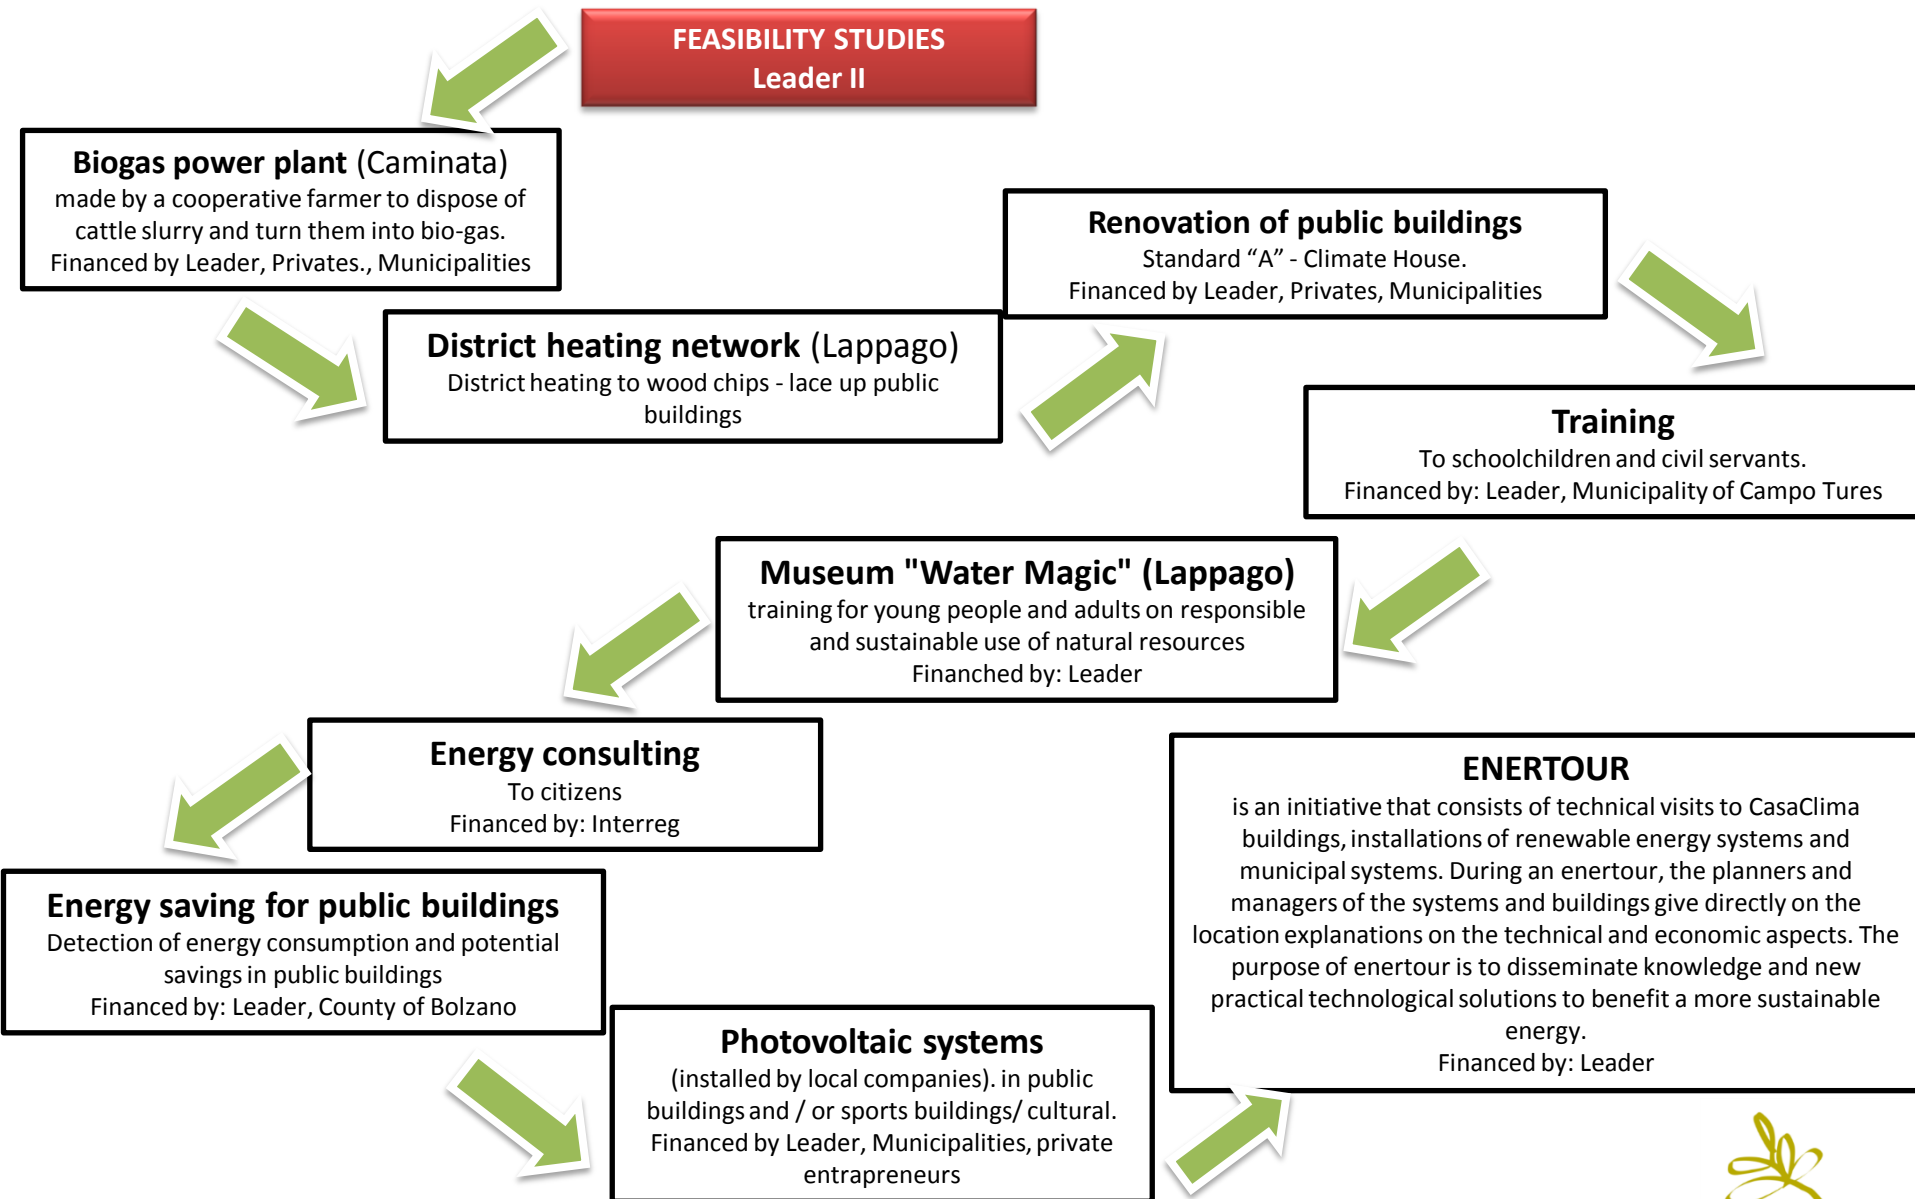 FEASIBILITY STUDIES
Leader II
Biogas power plant (Caminata)
made by a cooperative farmer to dispose of
cattle slurry and turn them into bio-gas.
Financed by Leader, Privates., Municipalities
District heating network (Lappago)
District heating to wood chips - lace up public
buildings
Renovation of public buildings
Standard “A” - Climate House.
Financed by Leader, Privates, Municipalities
Training
To schoolchildren and civil servants.
Financed by: Leader, Municipality of Campo Tures
Museum "Water Magic" (Lappago)
training for young people and adults on responsible
and sustainable use of natural resources
Finanched by: Leader
Energy consulting
To citizens
Financed by: Interreg
Energy saving for public buildings
Detection of energy consumption and potential
savings in public buildings
Financed by: Leader, County of Bolzano
Photovoltaic systems
(installed by local companies). in public
buildings and / or sports buildings/ cultural.
Financed by Leader, Municipalities, private
entrapreneurs
ENERTOUR
is an initiative that consists of technical visits to CasaClima
buildings, installations of renewable energy systems and
municipal systems. During an enertour, the planners and
managers of the systems and buildings give directly on the
location explanations on the technical and economic aspects. The
purpose of enertour is to disseminate knowledge and new
practical technological solutions to benefit a more sustainable
energy.
Financed by: Leader